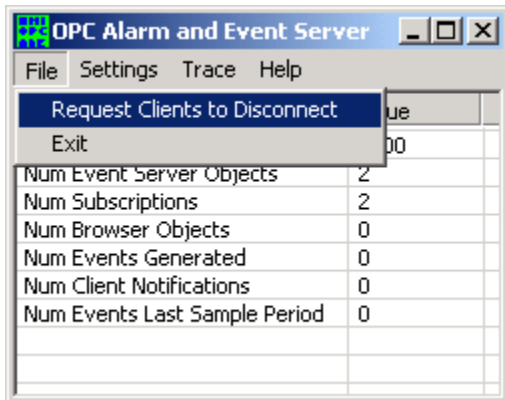 OPC Alarm and Event Server
File Settings Trace Help
Request Clients to Disconnect
Exit
Num Event Server Objects 2
Num Subscriptions 2
Num Browser Objects 0
Num Events Generated 0
Num Client Notifications 0
Num Events Last Sample Period 0